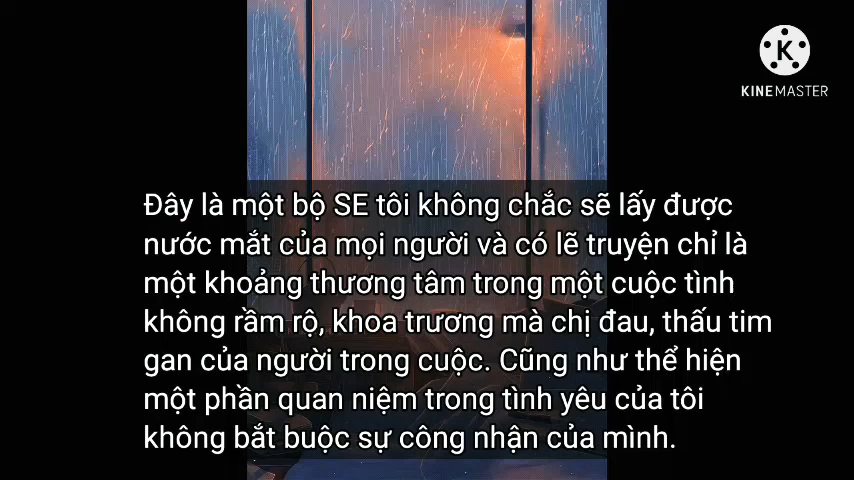 KINEMASTER
Đây là một bộ SE tôi không chắc sẽ lấy được
nước mắt của mọi người và có lẽ truyện chỉ là
một khoảng thương tâm trong một cuộc tình
không rầm rộ, khoa trương mà chị đau, thấu tim
gan của người trong cuộc. Cũng như thể hiện
một phần quan niệm trong tình yêu của tôi
không bắt buộc sự công nhận của mình.